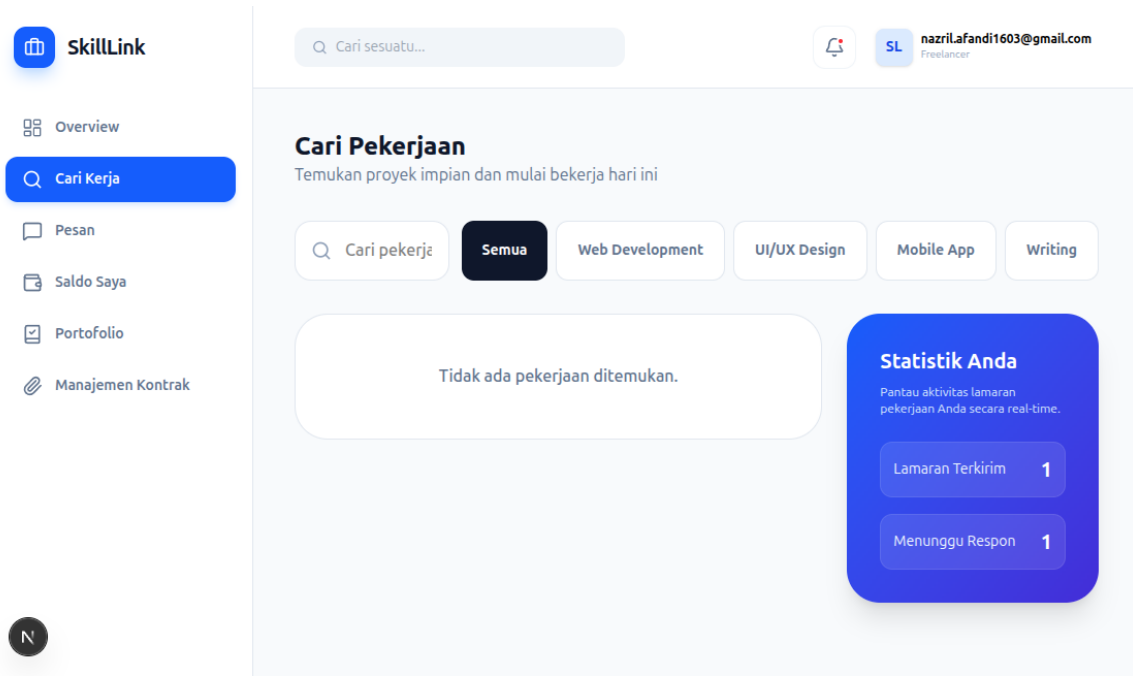 SkillLink
Cari sesuatu...
SL
nazril.afandi1603@gmail.com
Freelancer
Overview
Cari Kerja
Pesan
Saldo Saya
Portofolio
Manajemen Kontrak
N
Cari Pekerjaan
Temukan proyek impian dan mulai bekerja hari ini
Cari pekerja
Semua
Web Development
UI/UX Design
Mobile App
Writing
Tidak ada pekerjaan ditemukan.
Statistik Anda
Pantau aktivitas lamaran
pekerjaan Anda secara real-time.
Lamaran Terkirim 1
Menunggu Respon 1